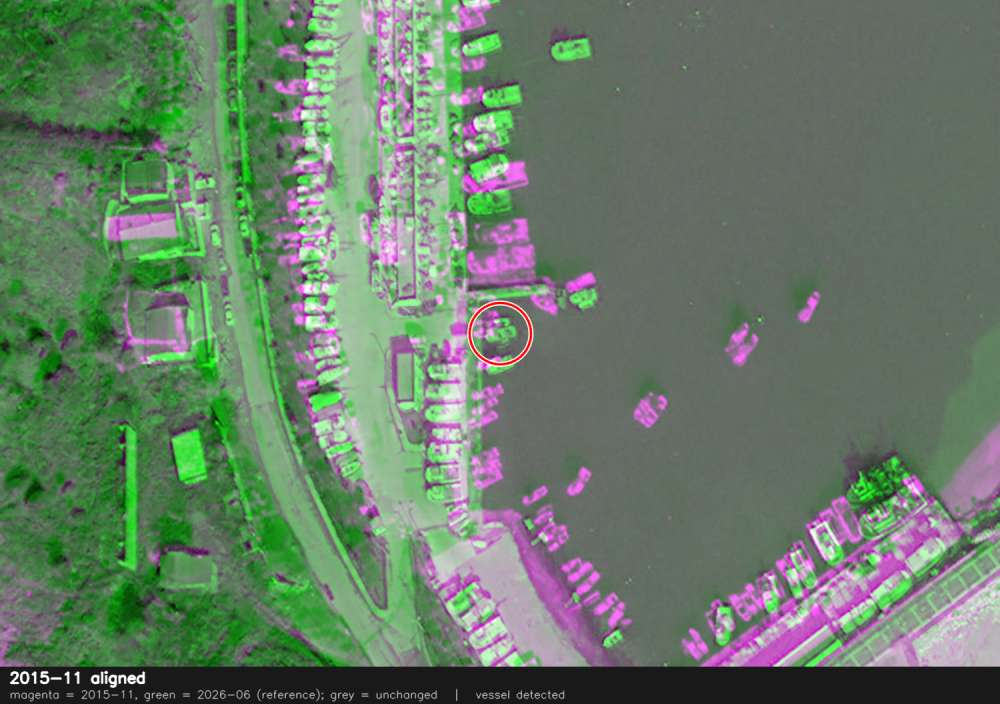 2015-11 aligned
magenta = 2015-11, green = 2026-06 (reference); grey = unchanged | vessel detected